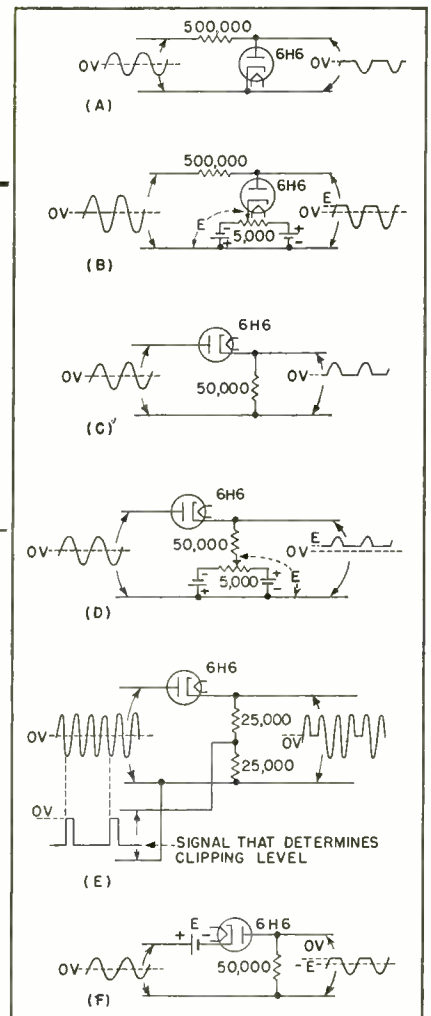 500,000
6H6
0V
0V
(A)
500,000
6H6
E
0V
E
0V
- +
+ 5,000 -
(B)
6H6
0V
50,000
0V
(C)
6H6
0V
50,000
E
0V
- +
+ 5,000 -
E
(D)
6H6
0V
25,000
0V
25,000
0V
SIGNAL THAT DETERMINES
CLIPPING LEVEL
(E)
E
6H6
+ -
0V
50,000
0V
-E
(F)